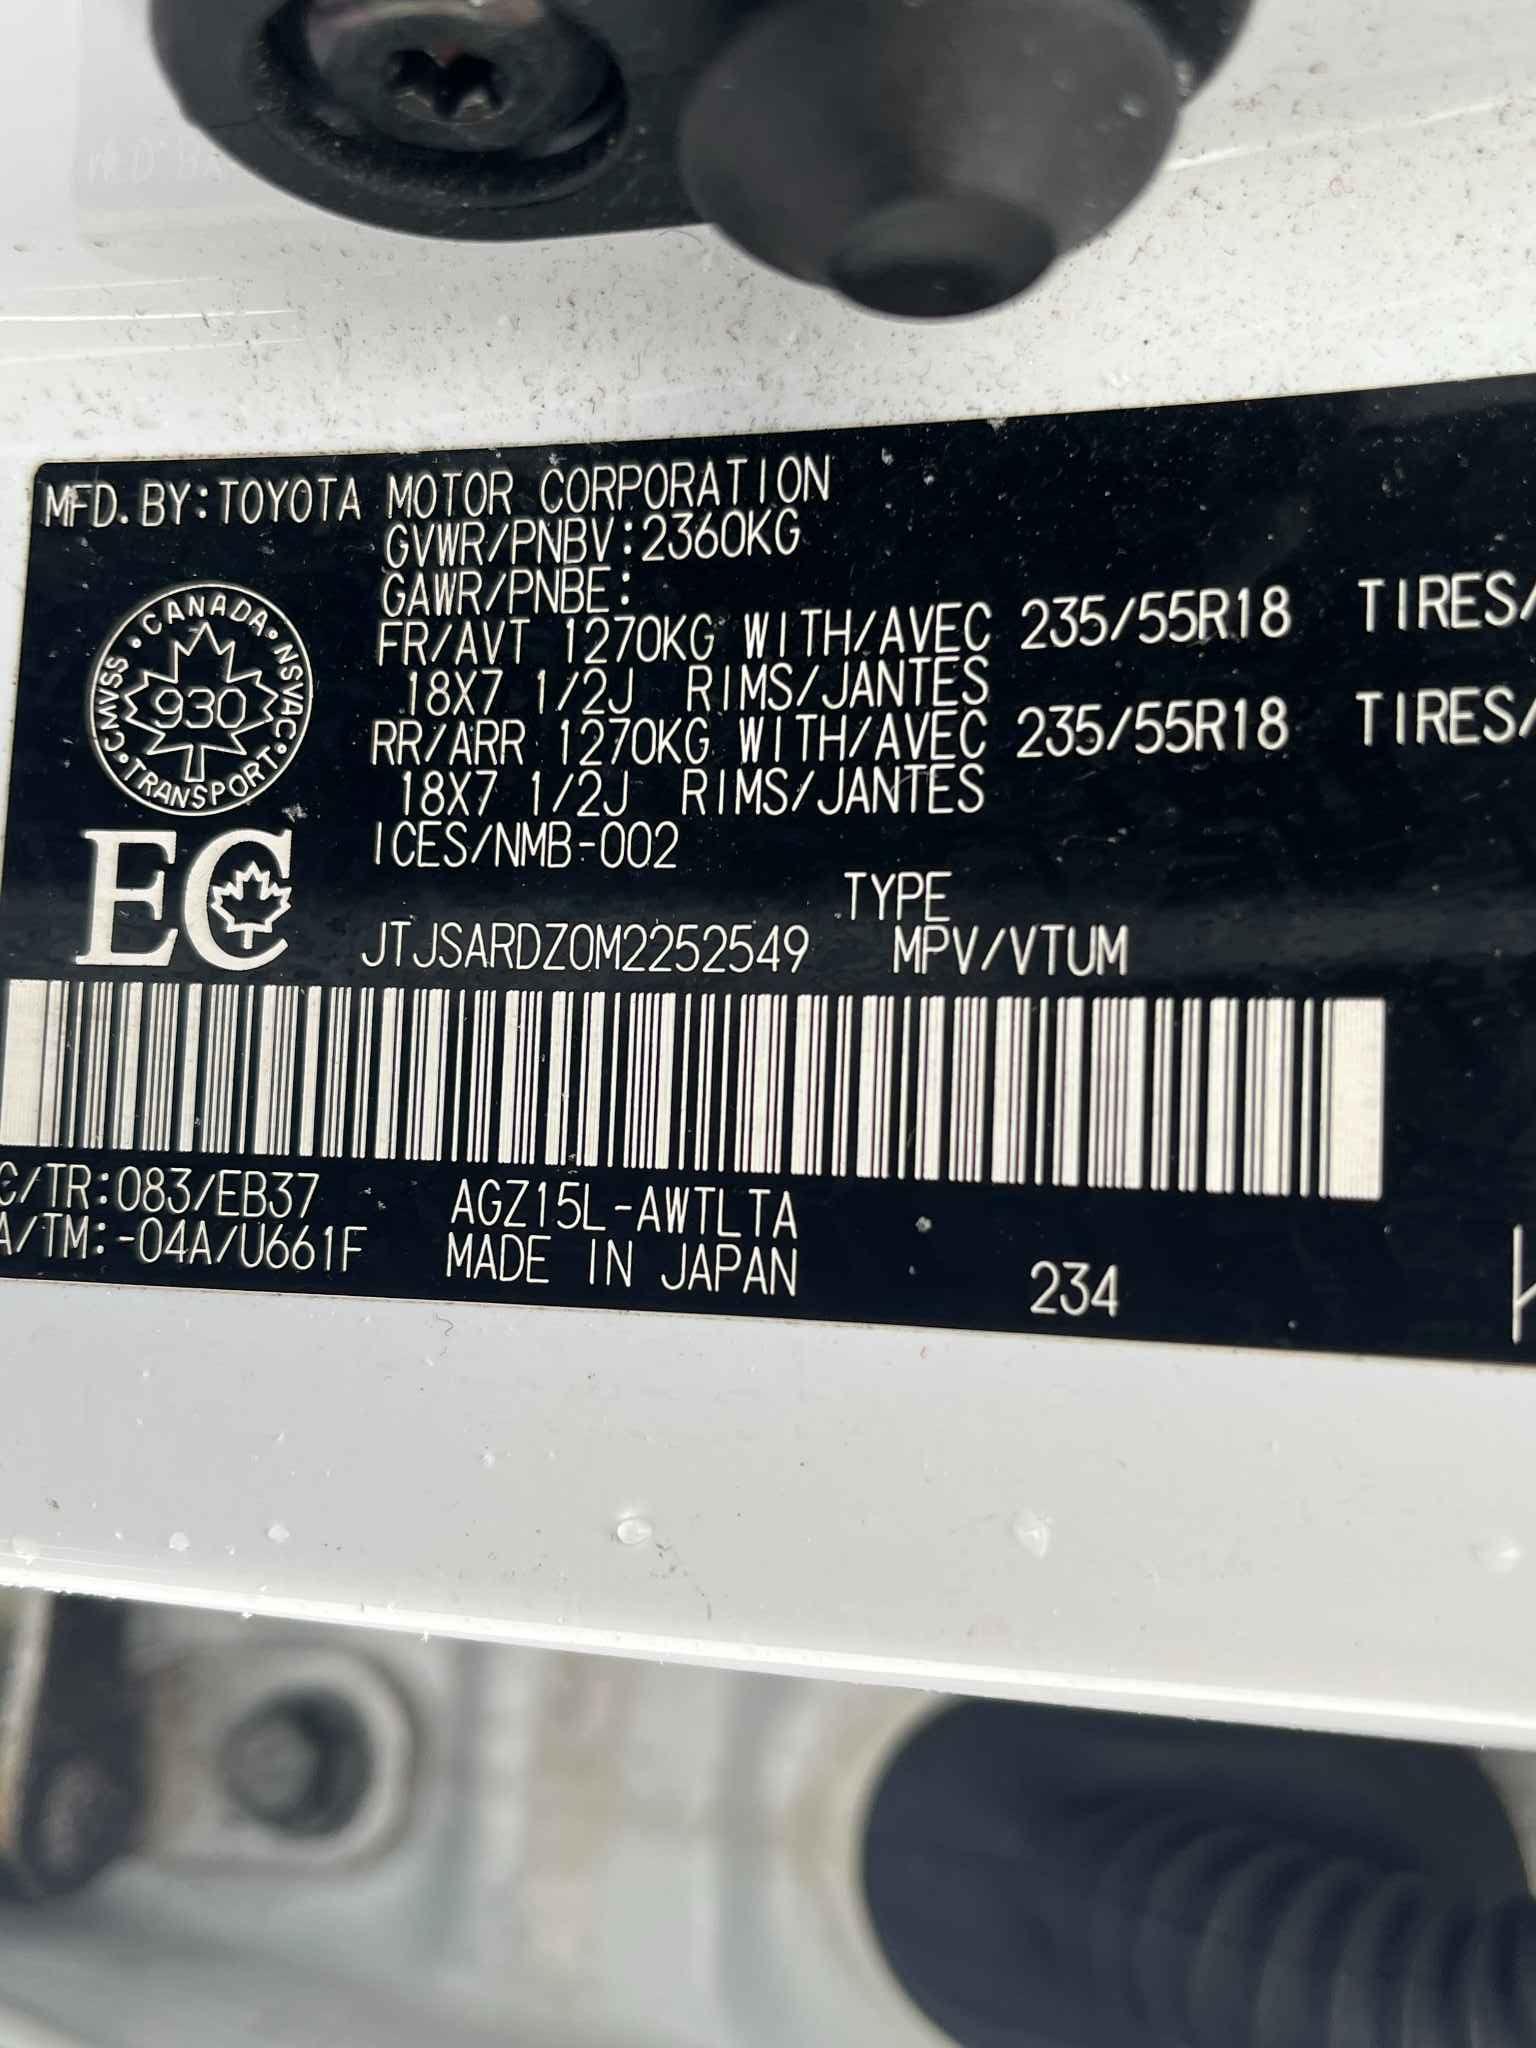 MFD.BY:TOYOTA MOTOR CORPORATION
GVWR/PNBV:2360KG
GAWR/PNBE:
FR/AVT 1270KG WITH/AVEC 235/55R18 TIRES/
18X7 1/2J RIMS/JANTES
RR/ARR 1270KG WITH/AVEC 235/55R18 TIRES/
18X7 1/2J RIMS/JANTES
ICES/NMB-002
CANADA·NSVAC·TRANSPORT·CMVSS·
930
EC
TYPE
JTJSARDZ0M2252549 MPV/VTUM
C/TR:083/EB37 AGZ15L-AWTLTA
A/TM:-04A/U661F MADE IN JAPAN 234